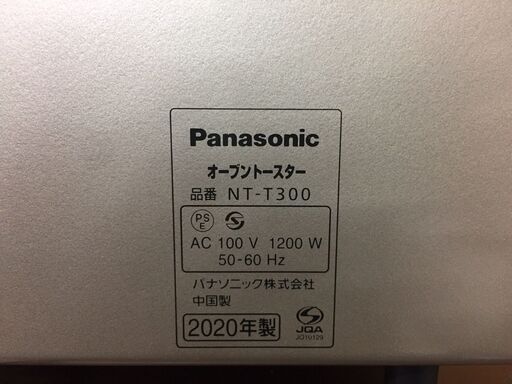 Panasonic
オーブントースター
品番 NT-T300
PS E
AC 100 V 1200 W
50-60 Hz
パナソニック株式会社
中国製
2020年製
JQA
JQ10129